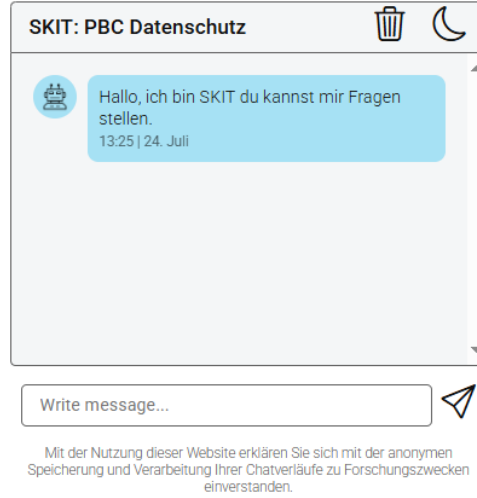 SKIT: PBC Datenschutz
Hallo, ich bin SKIT du kannst mir Fragen
stellen.
13:25 | 24. Juli
Write message...
Mit der Nutzung dieser Website erklären Sie sich mit der anonymen
Speicherung und Verarbeitung Ihrer Chatverläufe zu Forschungszwecken
einverstanden.